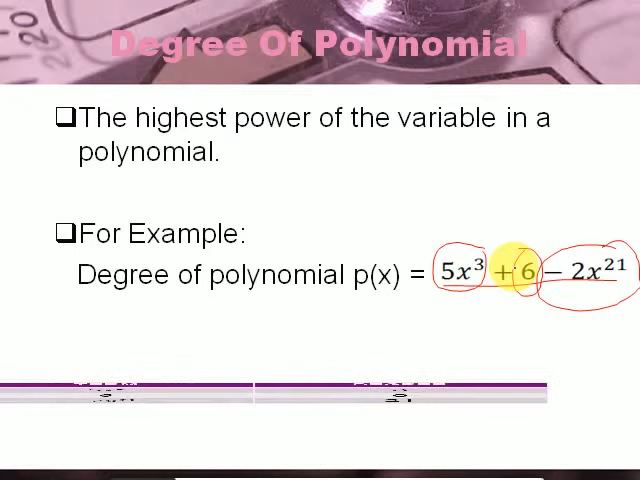 Degree Of Polynomial
❑The highest power of the variable in a
polynomial.
❑For Example:
Degree of polynomial p(x) = 5x³ + 6 − 2x²¹